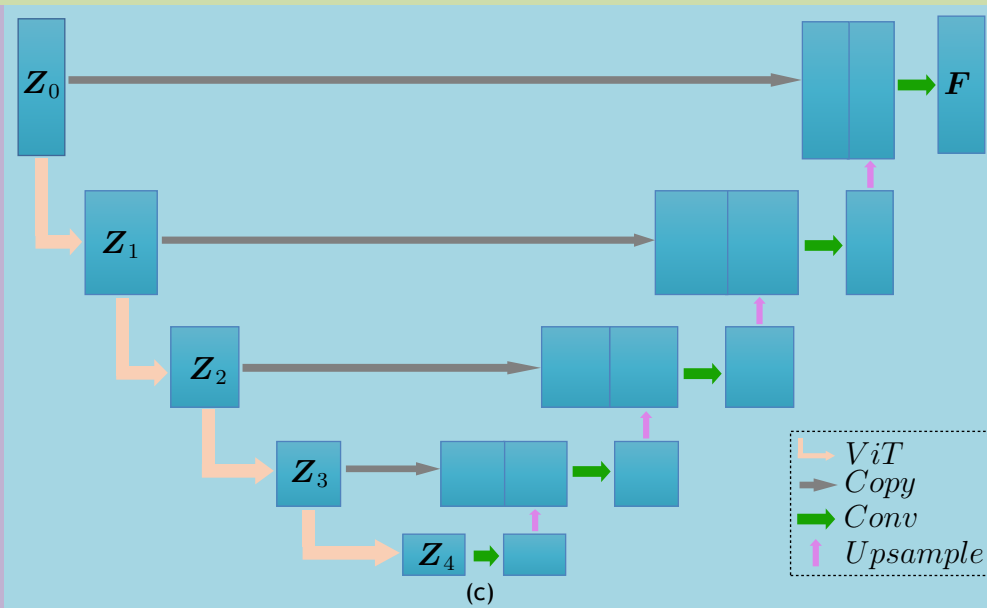 Z₀
F
Z₁
Z₂
Z₃
Z₄
ViT
Copy
Conv
Upsample
(c)